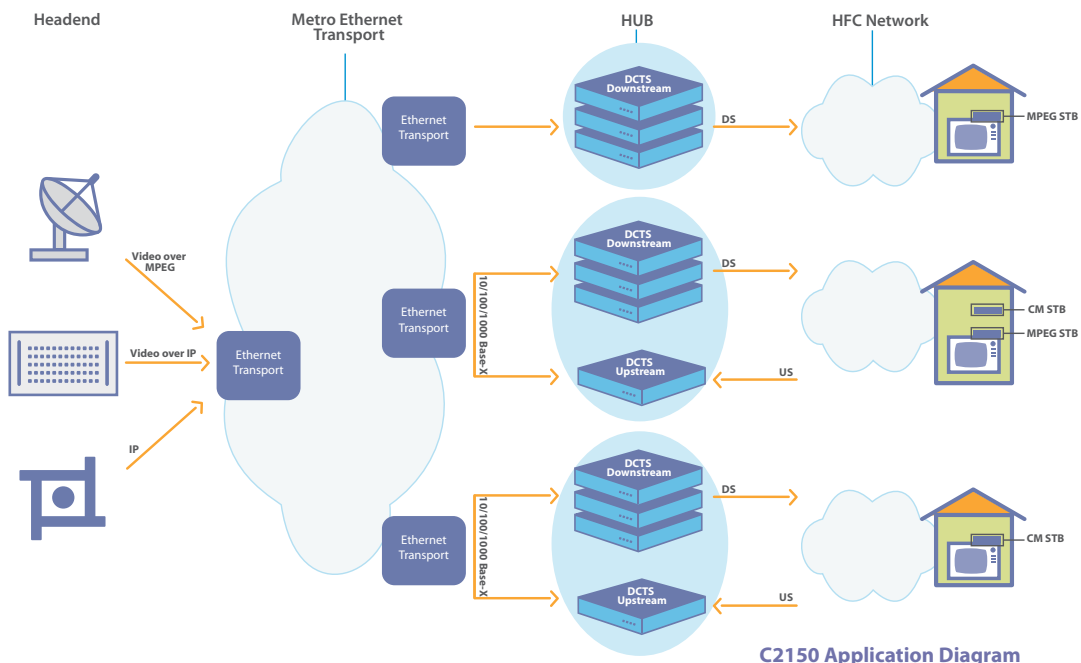 Headend
Metro Ethernet
Transport
HUB
HFC Network
DCTS
Downstream
Ethernet
Transport
DS
MPEG STB
Video over
MPEG
DCTS
Downstream
DS
10/100/1000 Base-X
Ethernet
Transport
CM STB
MPEG STB
Video over IP
Ethernet
Transport
DCTS
Upstream
US
IP
DCTS
Downstream
DS
10/100/1000 Base-X
Ethernet
Transport
CM STB
DCTS
Upstream
US
C2150 Application Diagram